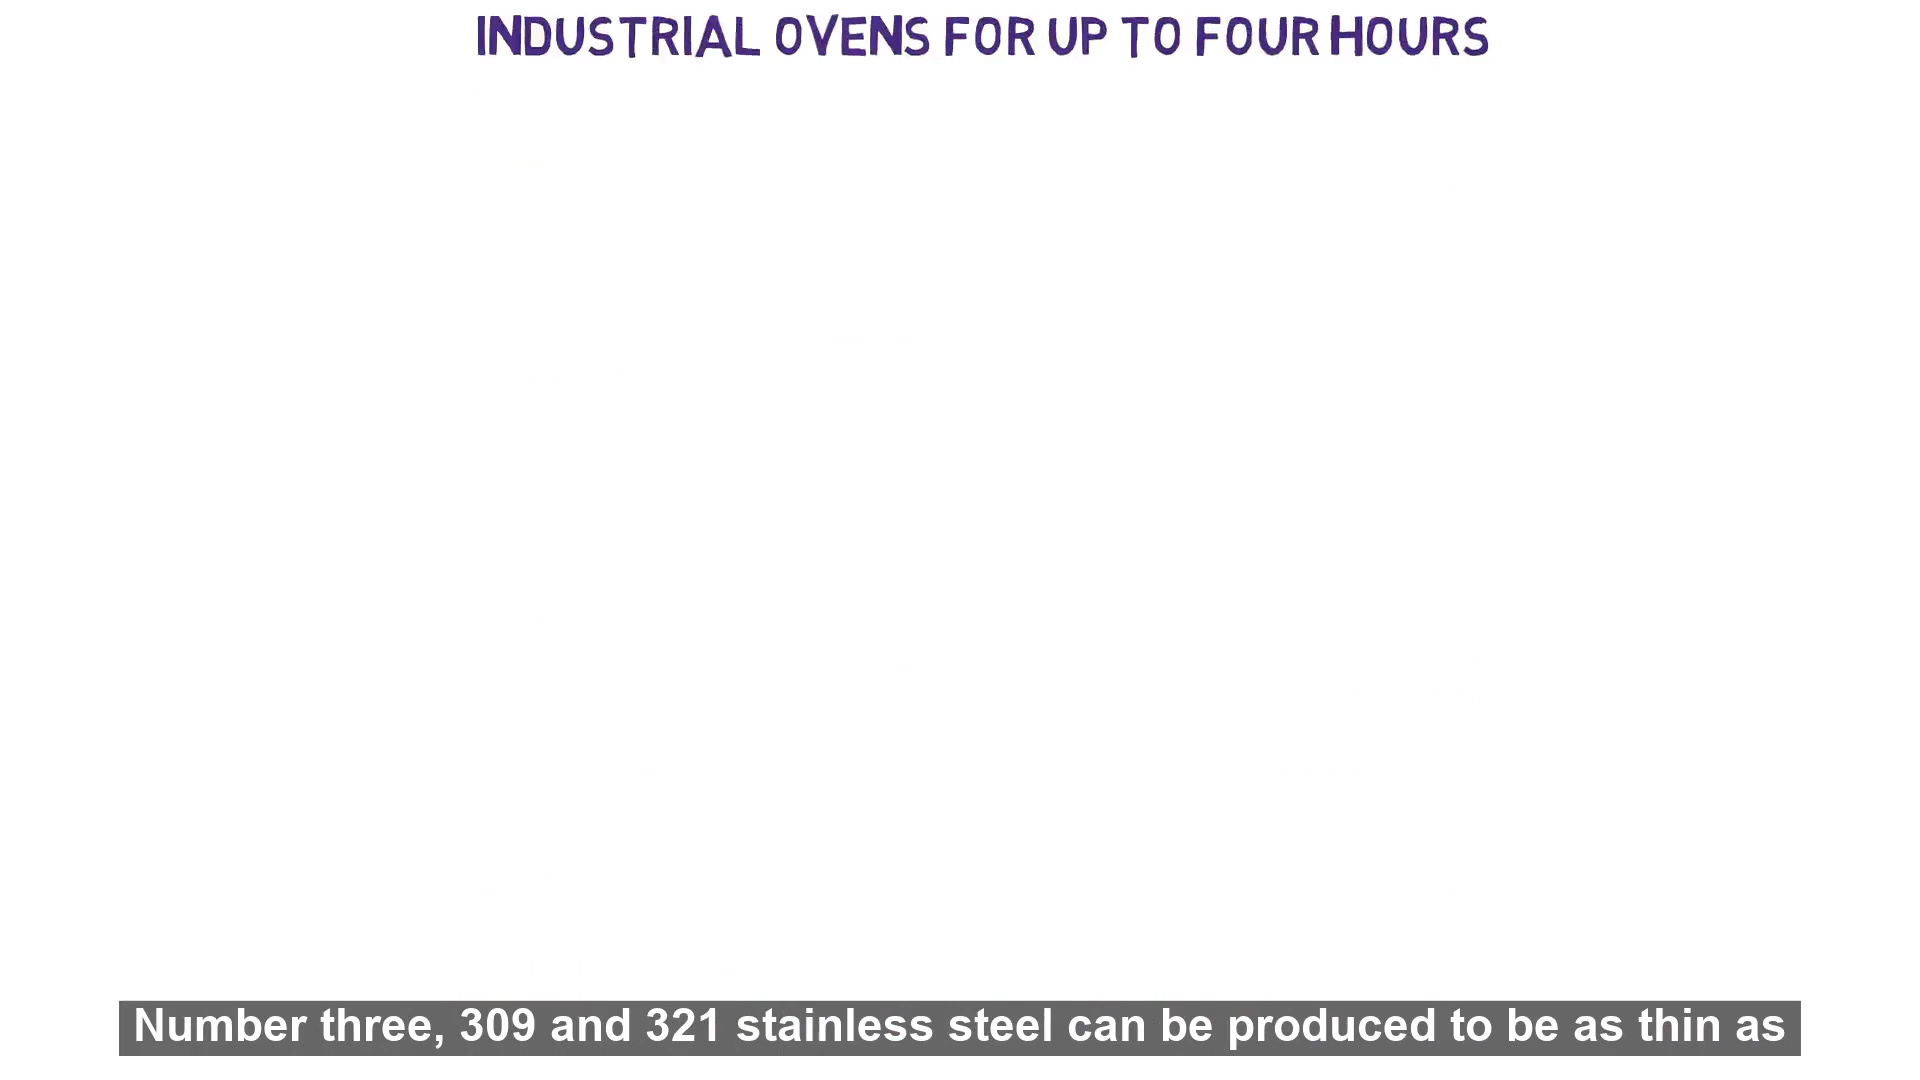 INDUSTRIAL OVENS FOR UP TO FOUR HOURS
Number three, 309 and 321 stainless steel can be produced to be as thin as